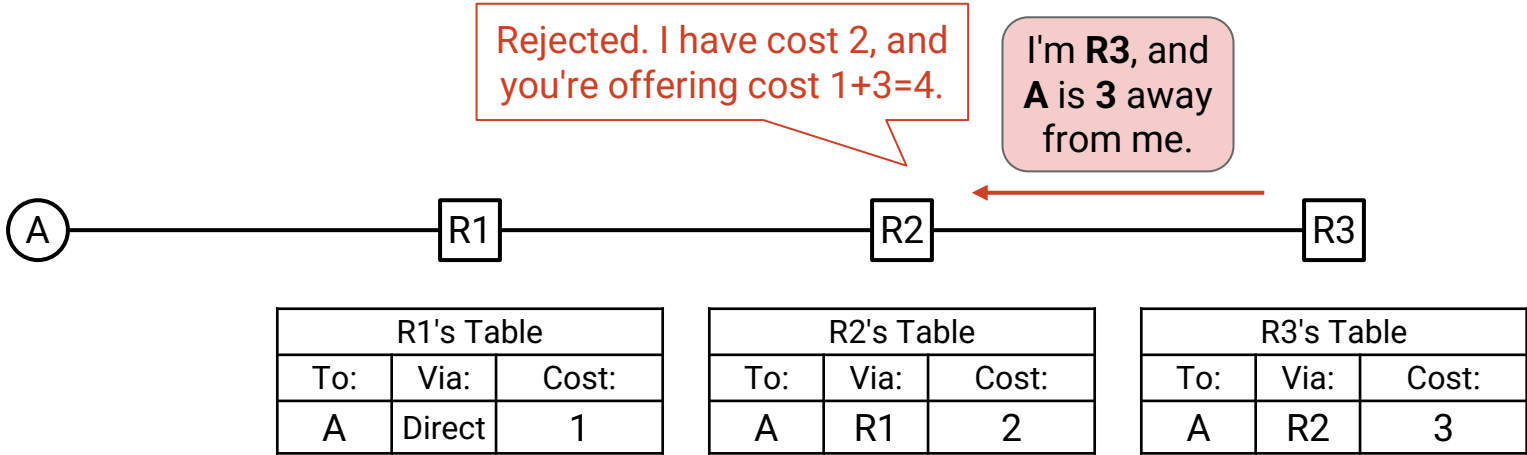 Rejected. I have cost 2, and
you're offering cost 1+3=4.
I'm R3, and
A is 3 away
from me.
A
R1
R2
R3
R1's Table
To: Via: Cost:
A Direct 1
R2's Table
To: Via: Cost:
A R1 2
R3's Table
To: Via: Cost:
A R2 3